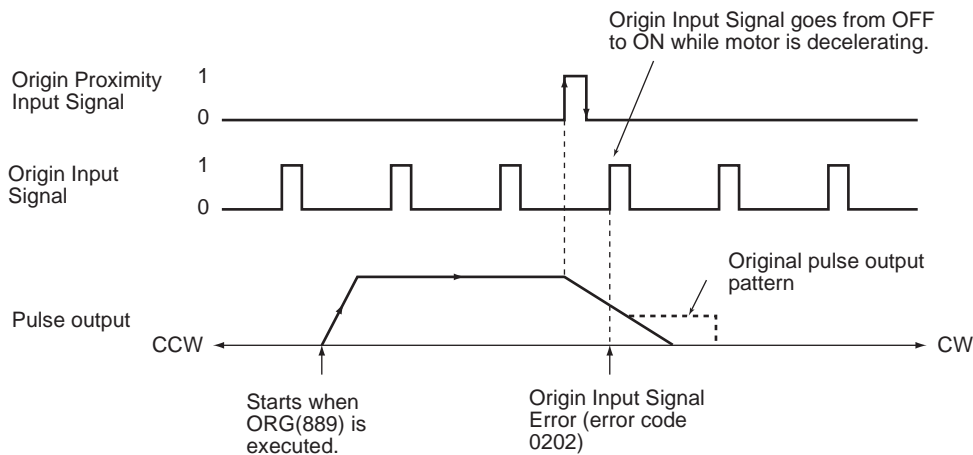 Origin Input Signal goes from OFF
to ON while motor is decelerating.
Origin Proximity
Input Signal
1
0
Origin Input
Signal
1
0
Original pulse output
pattern
Pulse output
CCW
CW
Starts when
ORG(889) is
executed.
Origin Input Signal
Error (error code
0202)